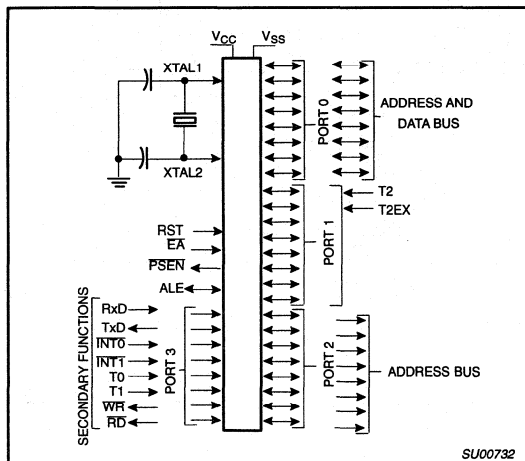 VCC VSS
XTAL1
XTAL2
PORT 0
ADDRESS AND
DATA BUS
PORT 1
T2
T2EX
RST
EA
PSEN
ALE
SECONDARY FUNCTIONS
RxD
TxD
INT0
INT1
T0
T1
WR
RD
PORT 3
PORT 2
ADDRESS BUS
SU00732